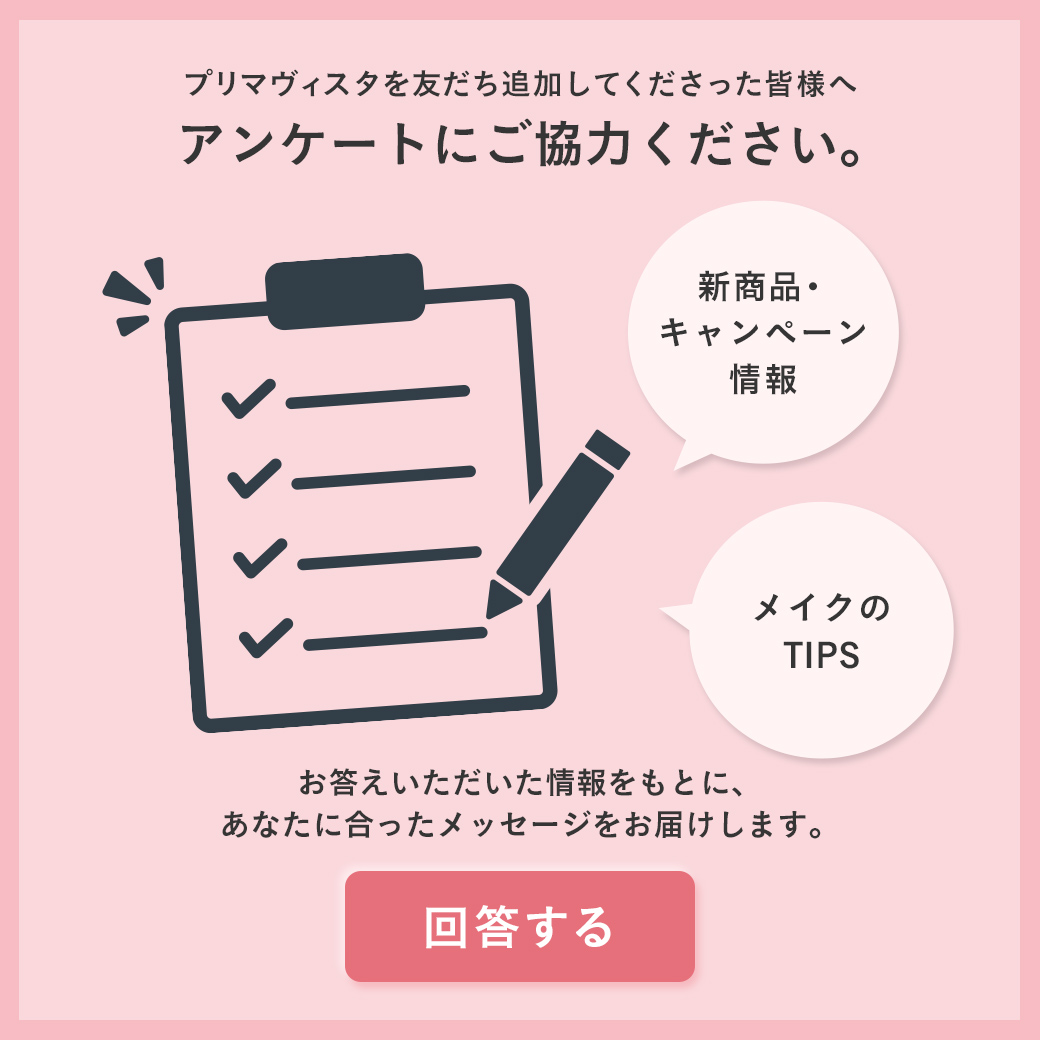 プリマヴィスタを友だち追加してくださった皆様へ
アンケートにご協力ください。
新商品・
キャンペーン
情報
メイクの
TIPS
お答えいただいた情報をもとに、
あなたに合ったメッセージをお届けします。
回答する